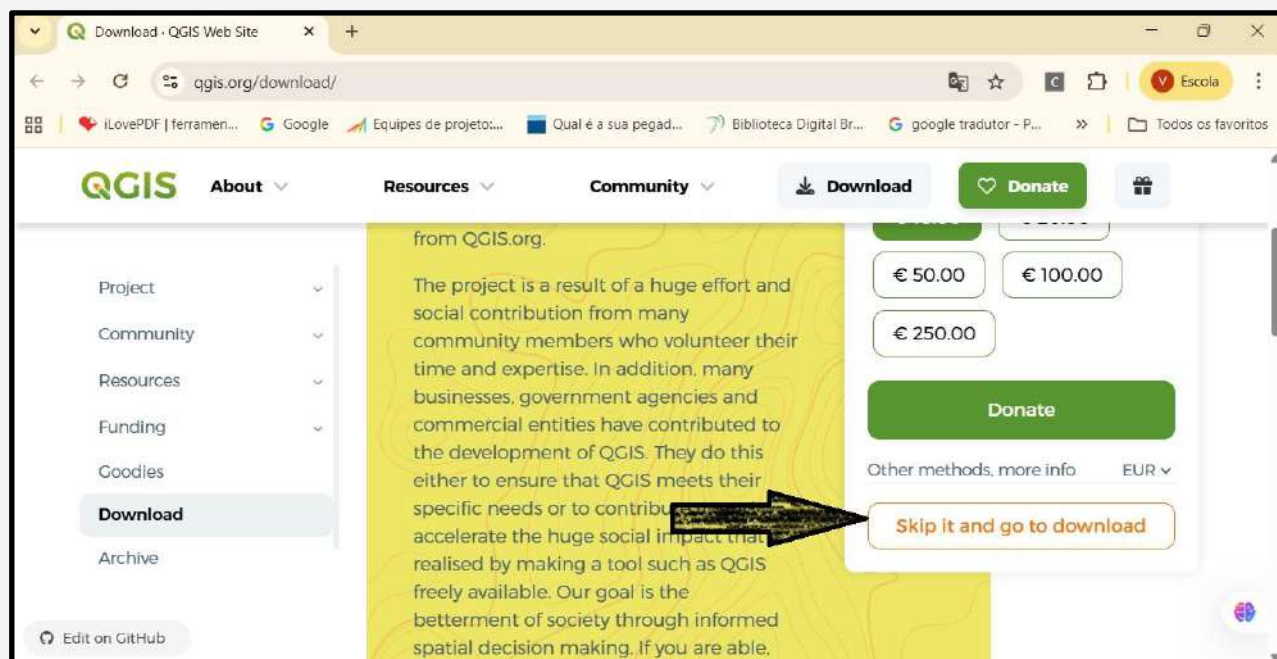 Download · QGIS Web Site
qgis.org/download/
C
V
Escola
iLovePDF | ferramen...
Google
Equipes de projeto:...
Qual é a sua pegad...
Biblioteca Digital Br...
google tradutor - P...
»
Todos os favoritos
QGIS
About
Resources
Community
Download
Donate
Project
Community
Resources
Funding
Goodies
Download
Archive
Edit on GitHub
from QGIS.org.
The project is a result of a huge effort and
social contribution from many
community members who volunteer their
time and expertise. In addition, many
businesses, government agencies and
commercial entities have contributed to
the development of QGIS. They do this
either to ensure that QGIS meets their
specific needs or to
accelerate the huge social impact
realised by making a tool such as QGIS
freely available. Our goal is the
betterment of society through informed
spatial decision making. If you are able,
€ 50.00
€ 100.00
€ 250.00
Donate
Other methods, more info
EUR
Skip it and go to download